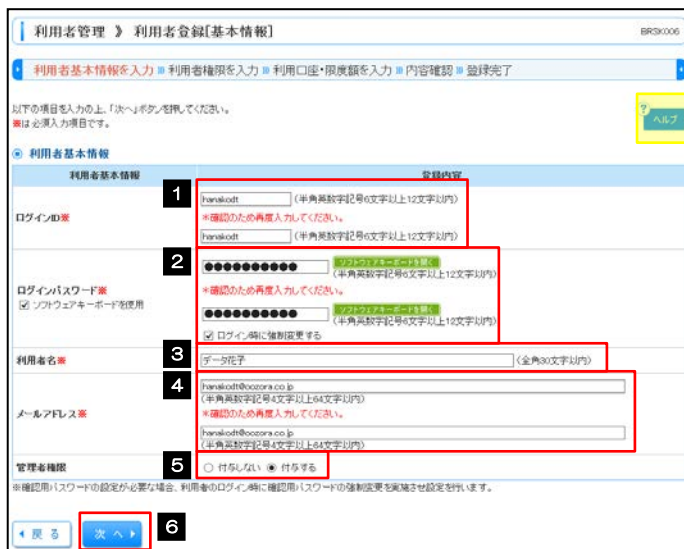 利用者管理 》 利用者登録[基本情報]
BRSK006
利用者基本情報を入力 利用者権限を入力 利用口座・限度額を入力 内容確認 登録完了
以下の項目を入力の上、「次へ」ボタンを押してください。
※は必須入力項目です。
? ヘルプ
利用者基本情報
利用者基本情報 登録内容
1
ログインID※
hanakodt (半角英数字記号6文字以上12文字以内)
※確認のため再度入力してください。
hanakodt (半角英数字記号6文字以上12文字以内)
2
ログインパスワード※
ソフトウェアキーボードを使用
●●●●●●●●●● ソフトウェアキーボードを開く
(半角英数字記号6文字以上12文字以内)
※確認のため再度入力してください。
●●●●●●●●●● ソフトウェアキーボードを開く
(半角英数字記号6文字以上12文字以内)
ログイン時に強制変更する
3
利用者名※
データ花子 (全角30文字以内)
4
メールアドレス※
hanakodt@oozora.co.jp
(半角英数字記号4文字以上64文字以内)
※確認のため再度入力してください。
hanakodt@oozora.co.jp
(半角英数字記号4文字以上64文字以内)
5
管理者権限
付与しない 付与する
※確認用パスワードの設定が必要な場合、利用者のログイン時に確認用パスワードの強制変更を実施させ設定を行います。
戻る 次へ 6